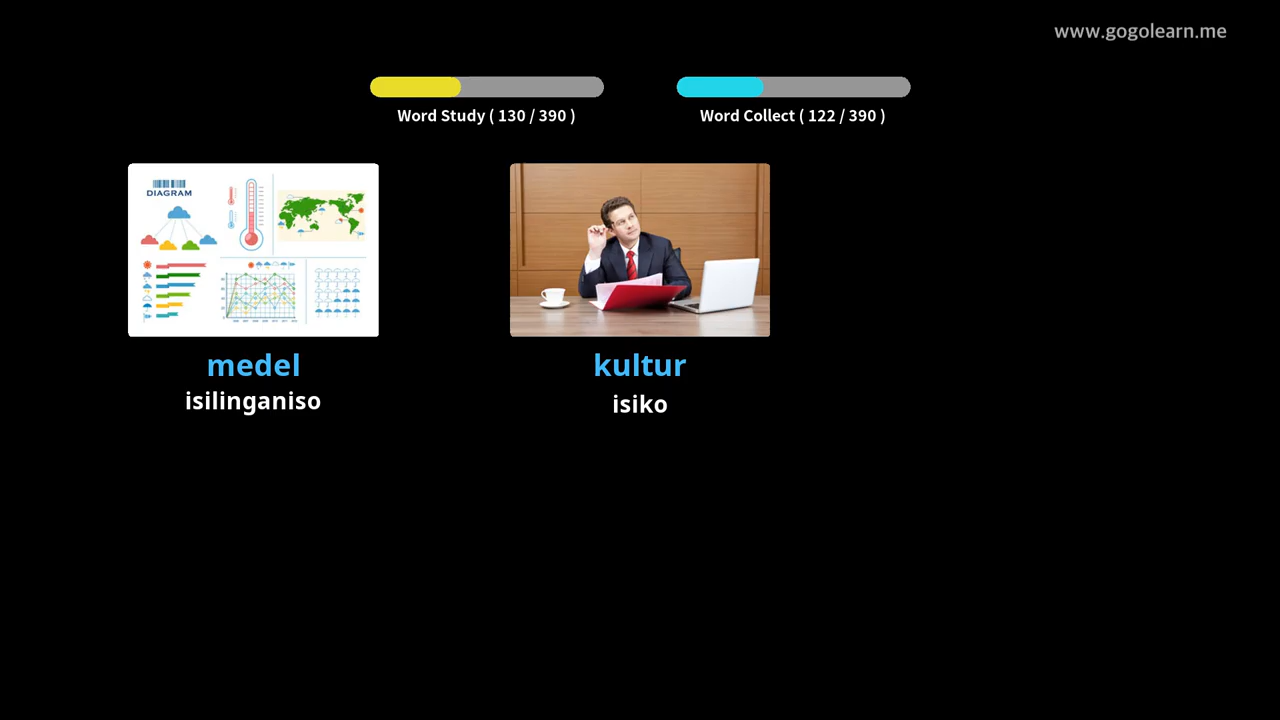 www.gogolearn.me
Word Study ( 130 / 390 )
Word Collect ( 122 / 390 )
DIAGRAM
medel
isilinganiso
kultur
isiko